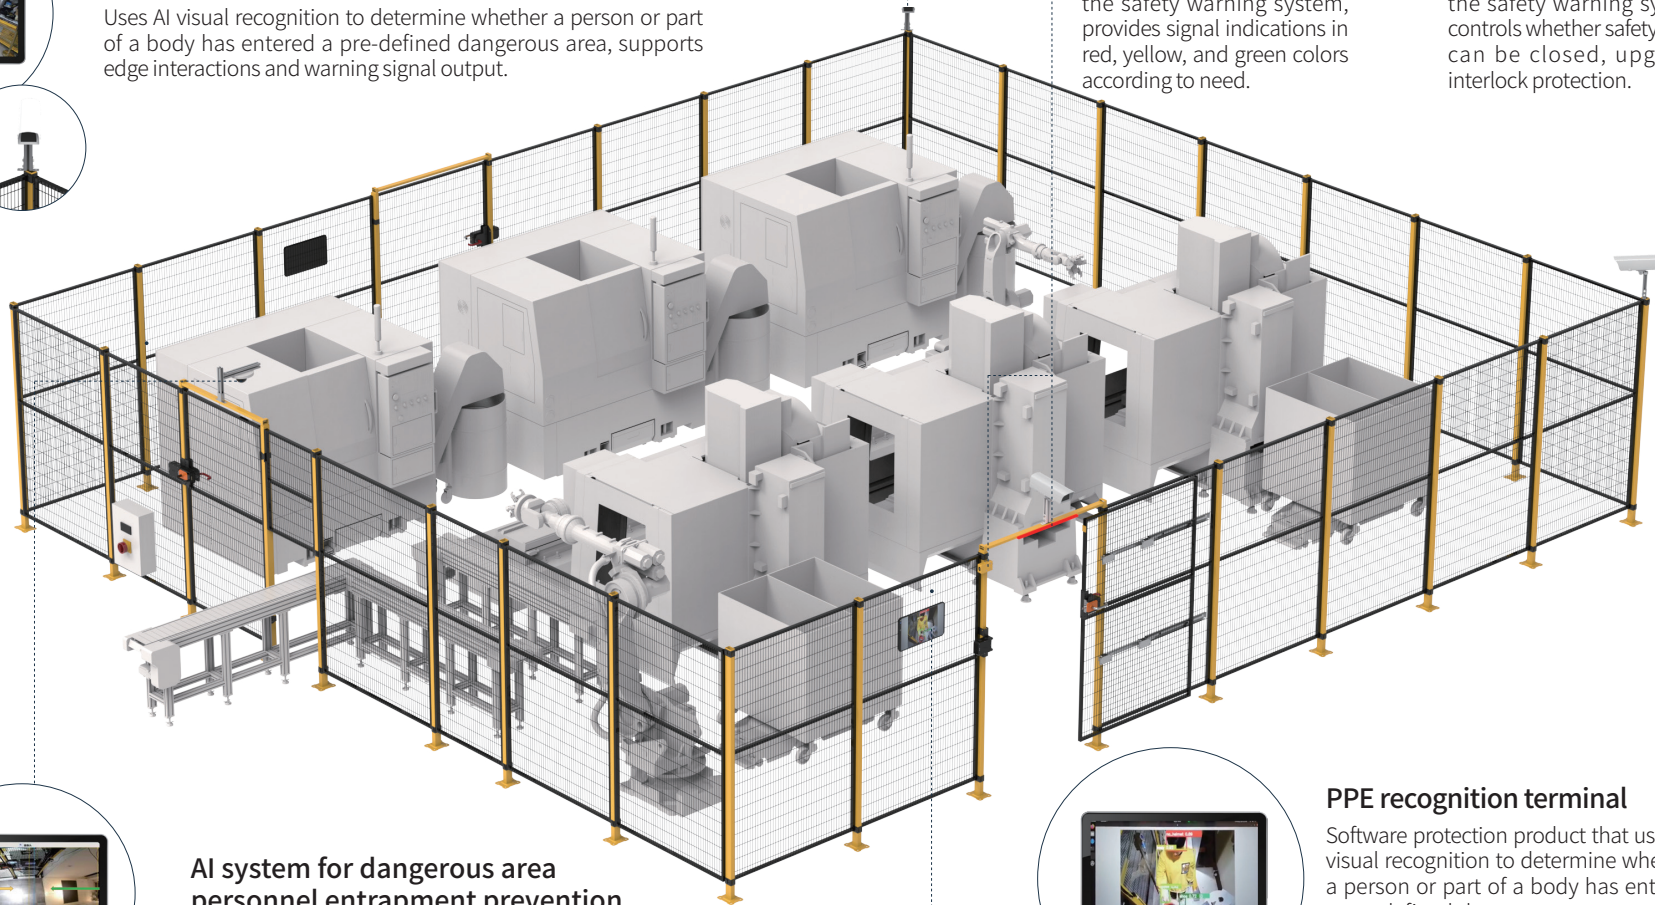 Uses AI visual recognition to determine whether a person or part
of a body has entered a pre-defined dangerous area, supports
edge interactions and warning signal output.
the safety warning system,
provides signal indications in
red, yellow, and green colors
according to need.
the safety warning sy
controls whether safety
can be closed, upg
interlock protection.
AI system for dangerous area
personnel entrapment prevention
PPE recognition terminal
Software protection product that us
visual recognition to determine whe
a person or part of a body has ent